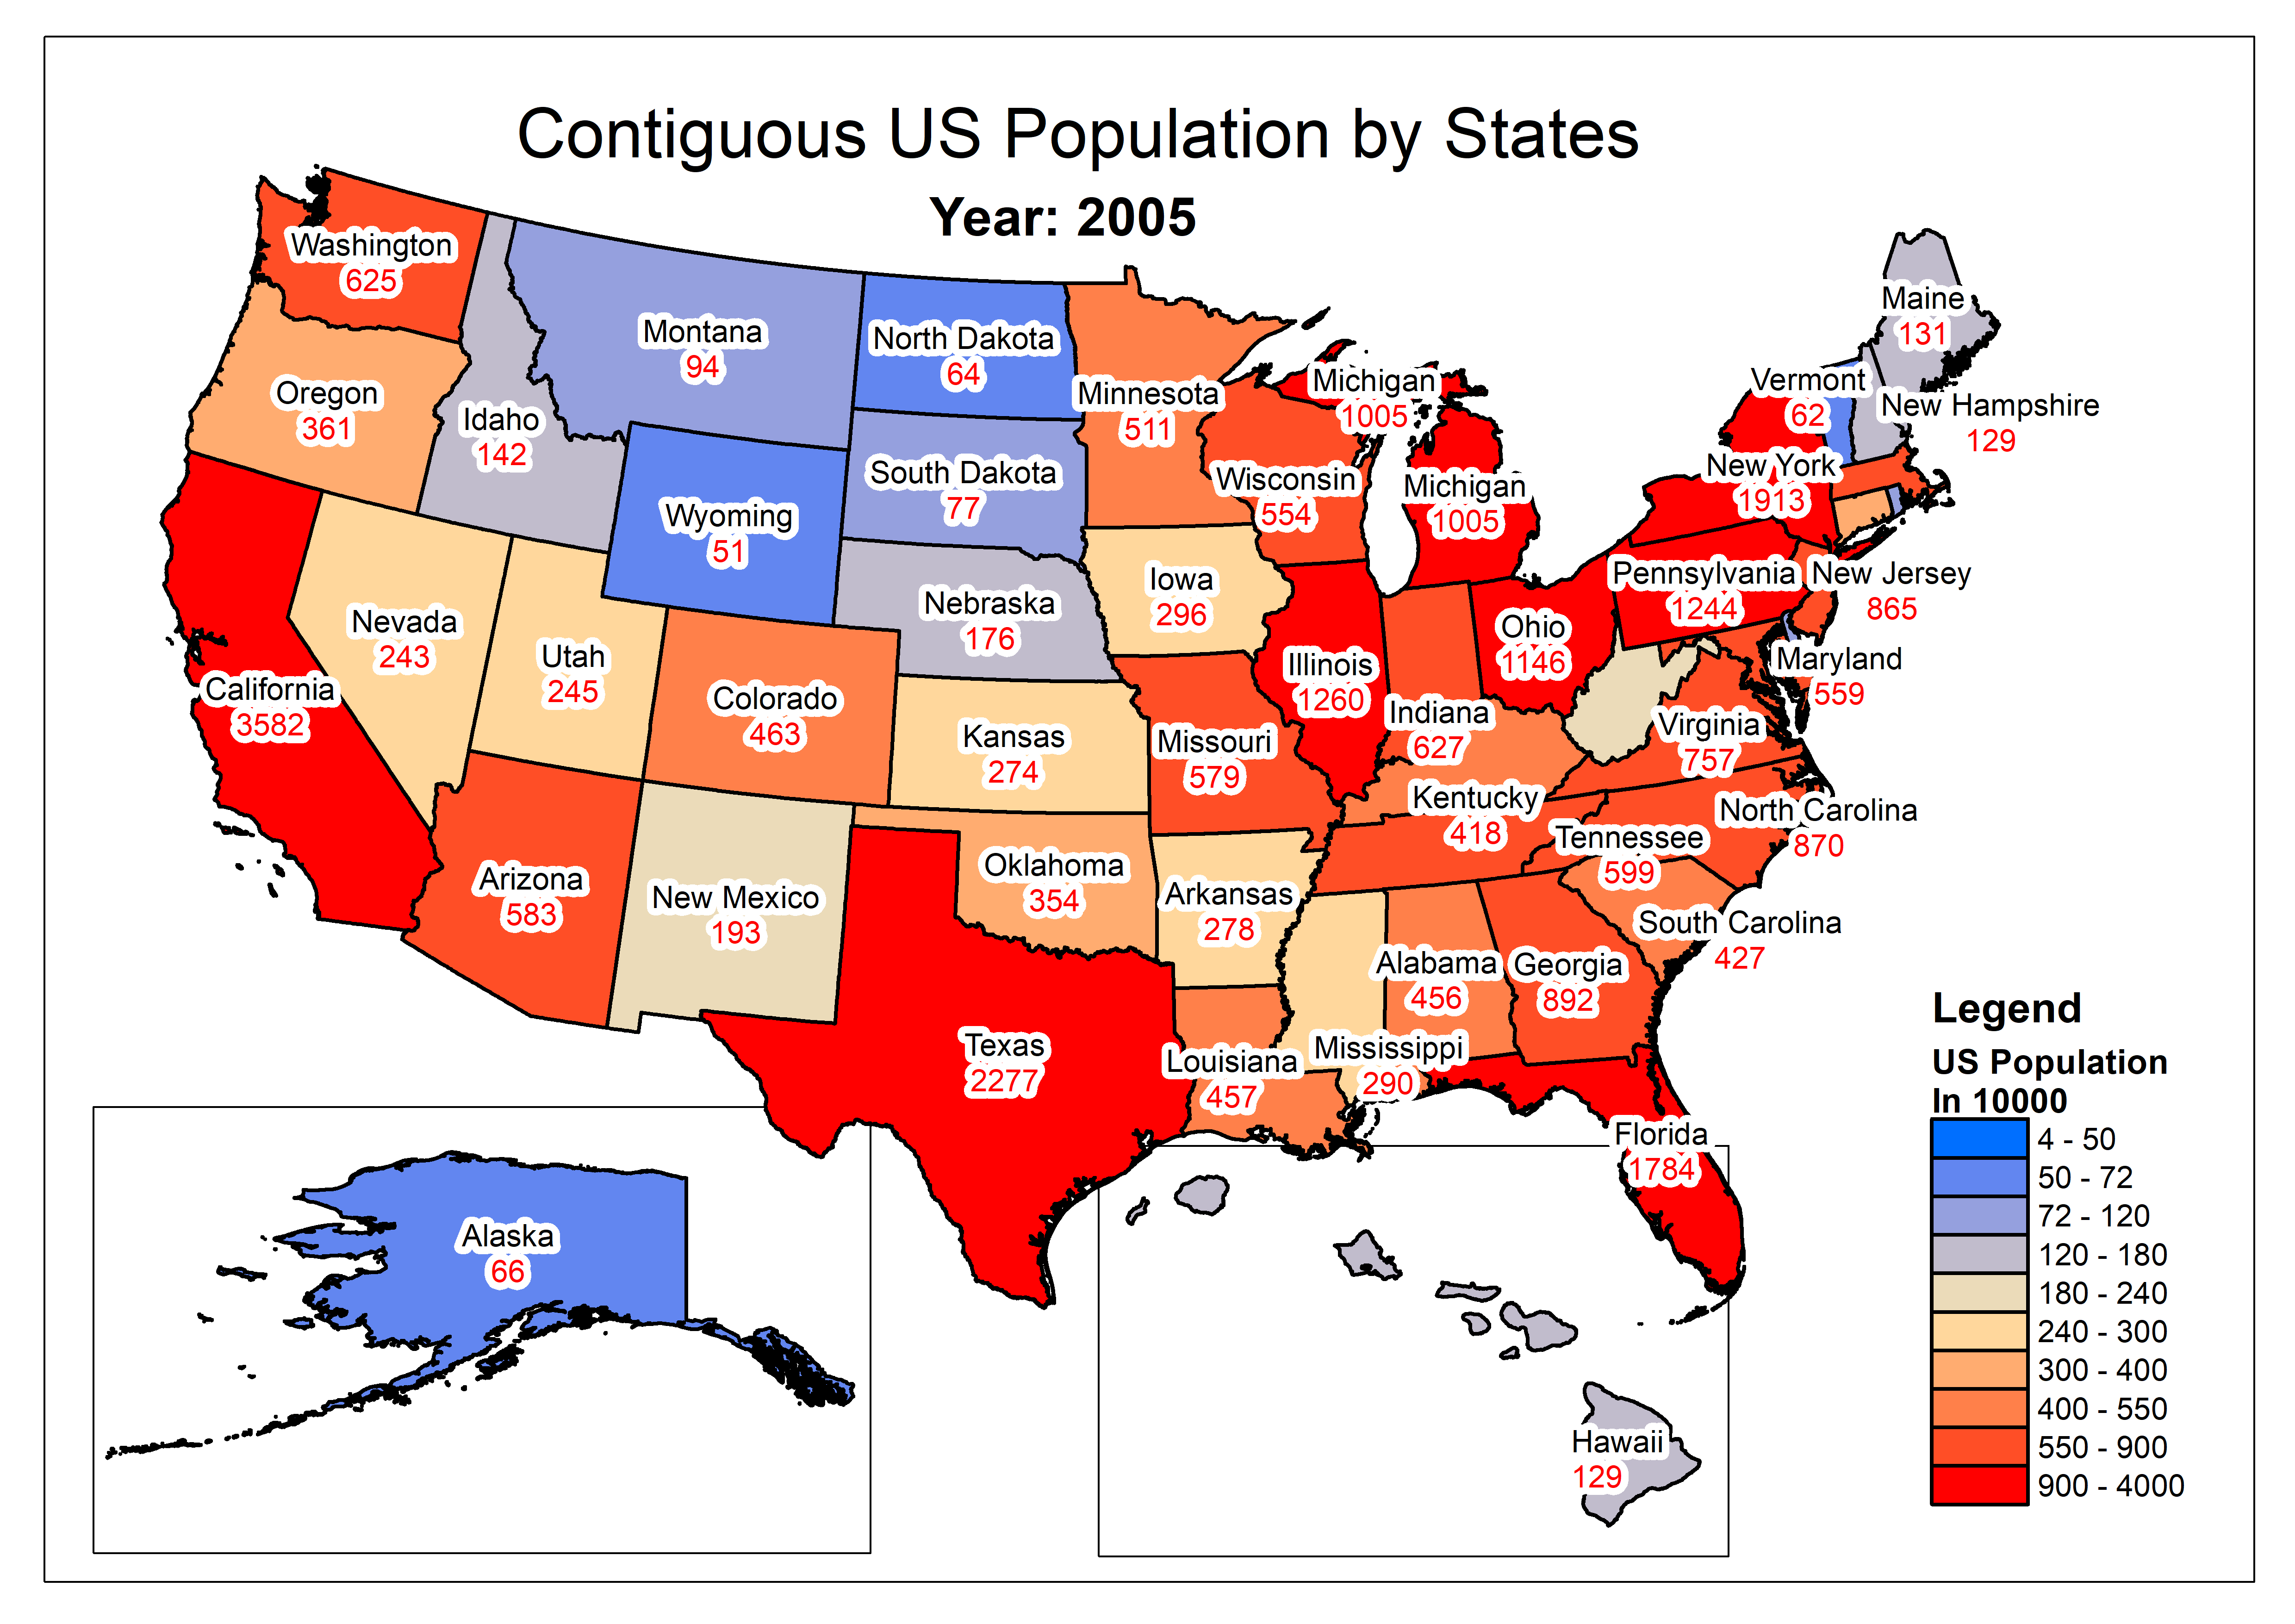 Contiguous US Population by States
Year: 2005
Washington
625
Montana
94
North Dakota
64
Minnesota
511
Michigan
1005
Maine
131
Vermont
62
New Hampshire
129
Oregon
361
Idaho
142
South Dakota
77
Wisconsin
554
Michigan
1005
New York
1913
Wyoming
51
Iowa
296
Pennsylvania
1244
New Jersey
865
Nebraska
176
Nevada
243
Utah
245
Ohio
1146
Illinois
1260
Maryland
559
California
3582
Colorado
463
Kansas
274
Missouri
579
Indiana
627
Virginia
757
Kentucky
418
North Carolina
870
Tennessee
599
Arizona
583
New Mexico
193
Oklahoma
354
Arkansas
278
South Carolina
427
Alabama
456
Georgia
892
Texas
2277
Louisiana
457
Mississippi
290
Florida
1784
Alaska
66
Hawaii
129
Legend
US Population
In 10000
4 - 50
50 - 72
72 - 120
120 - 180
180 - 240
240 - 300
300 - 400
400 - 550
550 - 900
900 - 4000